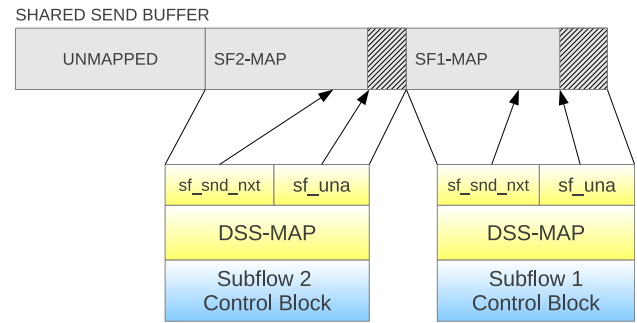 SHARED SEND BUFFER
UNMAPPED
SF2-MAP
SF1-MAP
sf_snd_nxt
sf_una
sf_snd_nxt
sf_una
DSS-MAP
DSS-MAP
Subflow 2
Control Block
Subflow 1
Control Block